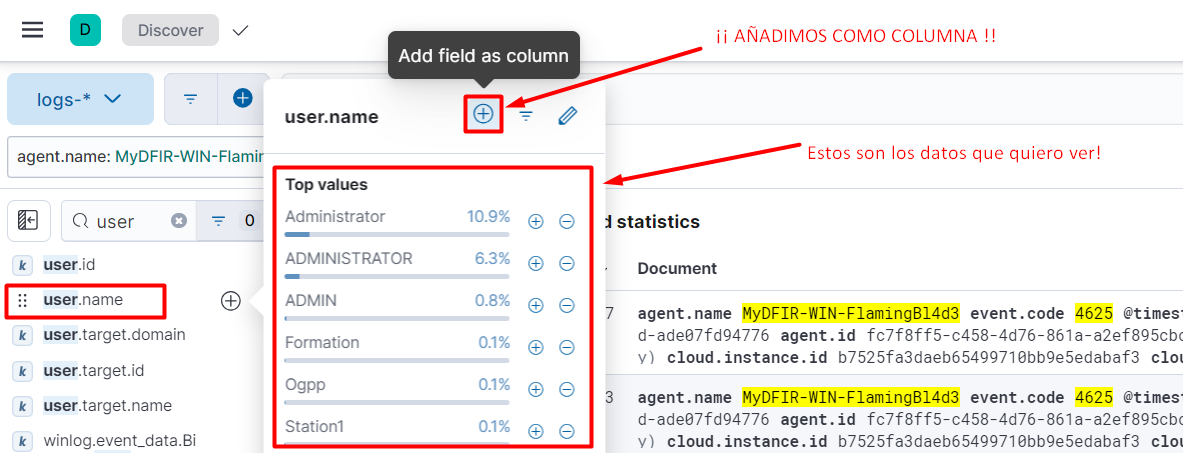 D
Discover
Add field as column
¡¡ AÑADIMOS COMO COLUMNA !!
logs-*
user.name
agent.name: MyDFIR-WIN-Flamin
Estos son los datos que quiero ver!
Top values
user
0
d statistics
Administrator 10.9%
ADMINISTRATOR 6.3%
ADMIN 0.8%
Formation 0.1%
Ogpp 0.1%
Station1 0.1%
k user.id
user.name
k user.target.domain
k user.target.id
k user.target.name
k winlog.event_data.Bi
Document
7 agent.name MyDFIR-WIN-FlamingBl4d3 event.code 4625 @timest
d-ade07fd94776 agent.id fc7f8ff5-c458-4d76-861a-a2ef895cbc
y) cloud.instance.id b7525fa3daeb65499710bb9e5edabaf3 clou
3 agent.name MyDFIR-WIN-FlamingBl4d3 event.code 4625 @timest
d-ade07fd94776 agent.id fc7f8ff5-c458-4d76-861a-a2ef895cbc
y) cloud.instance.id b7525fa3daeb65499710bb9e5edabaf3 clou